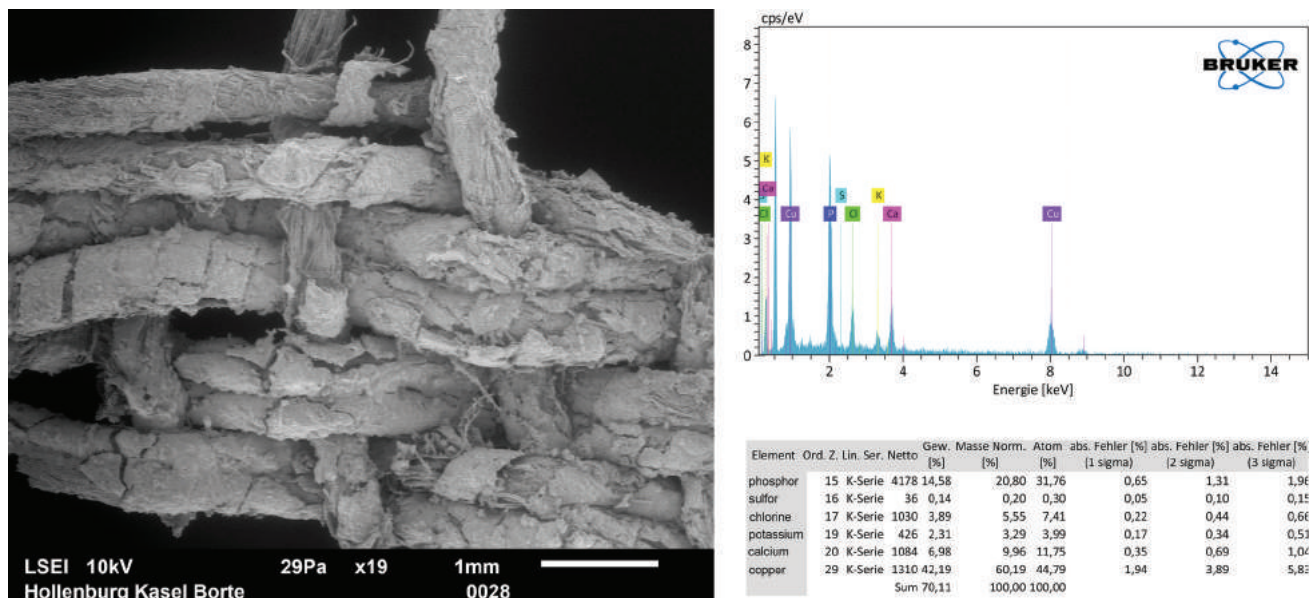 LSEI 10kV 29Pa x19 1mm
Hollenburg Kasel Borte 0028
cps/eV
BRUKER
8
7
6
5
4
3
2
1
0
K
Ca
S
Cl
Cu
P
S
Cl
K
Ca
Cu
2 4 6 8 10 12 14
Energie [keV]
Element Ord. Z. Lin. Ser. Netto Gew. [%] Masse Norm. [%] Atom [%] abs. Fehler [%] (1 sigma) abs. Fehler [%] (2 sigma) abs. Fehler [%] (3 sigma)
phosphor 15 K-Serie 4178 14,58 20,80 31,76 0,65 1,31 1,96
sulfor 16 K-Serie 36 0,14 0,20 0,30 0,05 0,10 0,15
chlorine 17 K-Serie 1030 3,89 5,55 7,41 0,22 0,44 0,66
potassium 19 K-Serie 426 2,31 3,29 3,99 0,17 0,34 0,51
calcium 20 K-Serie 1084 6,98 9,96 11,75 0,35 0,69 1,04
copper 29 K-Serie 1310 42,19 60,19 44,79 1,94 3,89 5,83
Sum 70,11 100,00 100,00